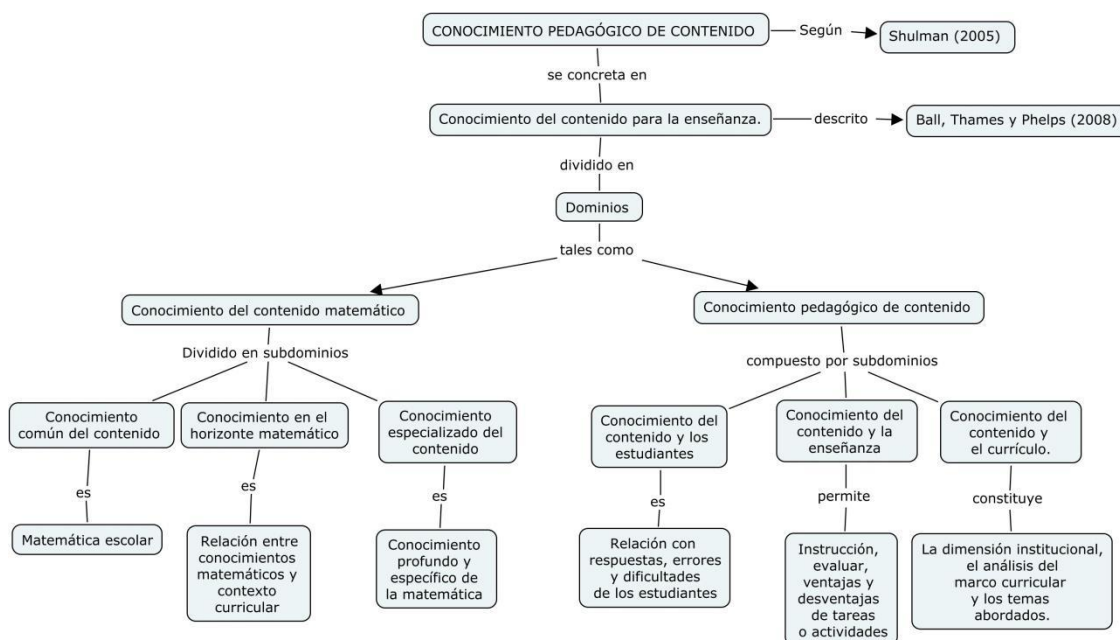 CONOCIMIENTO PEDAGÓGICO DE CONTENIDO
Según
Shulman (2005)
se concreta en
Conocimiento del contenido para la enseñanza.
descrito
Ball, Thames y Phelps (2008)
dividido en
Dominios
tales como
Conocimiento del contenido matemático
Conocimiento pedagógico de contenido
Dividido en subdominios
compuesto por subdominios
Conocimiento
común del contenido
Conocimiento en el
horizonte matemático
Conocimiento
especializado del
contenido
Conocimiento del
contenido y los
estudiantes
Conocimiento del
contenido y la
enseñanza
Conocimiento del
contenido y
el currículo.
es
es
es
es
permite
constituye
Matemática escolar
Relación entre
conocimientos
matemáticos y
contexto
curricular
Conocimiento
profundo y
específico de
la matemática
Relación con
respuestas, errores
y dificultades
de los estudiantes
Instrucción,
evaluar,
ventajas y
desventajas
de tareas
o actividades
La dimensión institucional,
el análisis del
marco curricular
y los temas
abordados.